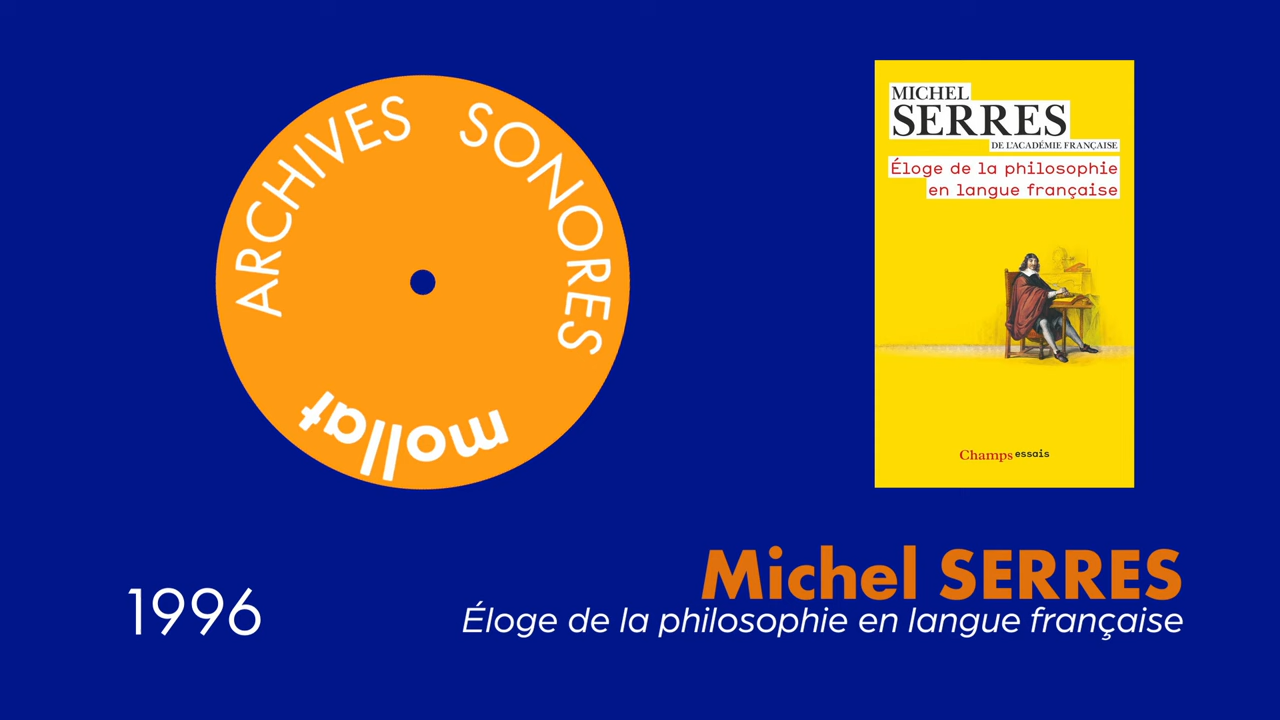 ARCHIVES SONORES
mollat
MICHEL
SERRES
DE L'ACADÉMIE FRANÇAISE
Éloge de la philosophie
en langue française
Champs essais
1996
Michel SERRES
Éloge de la philosophie en langue française